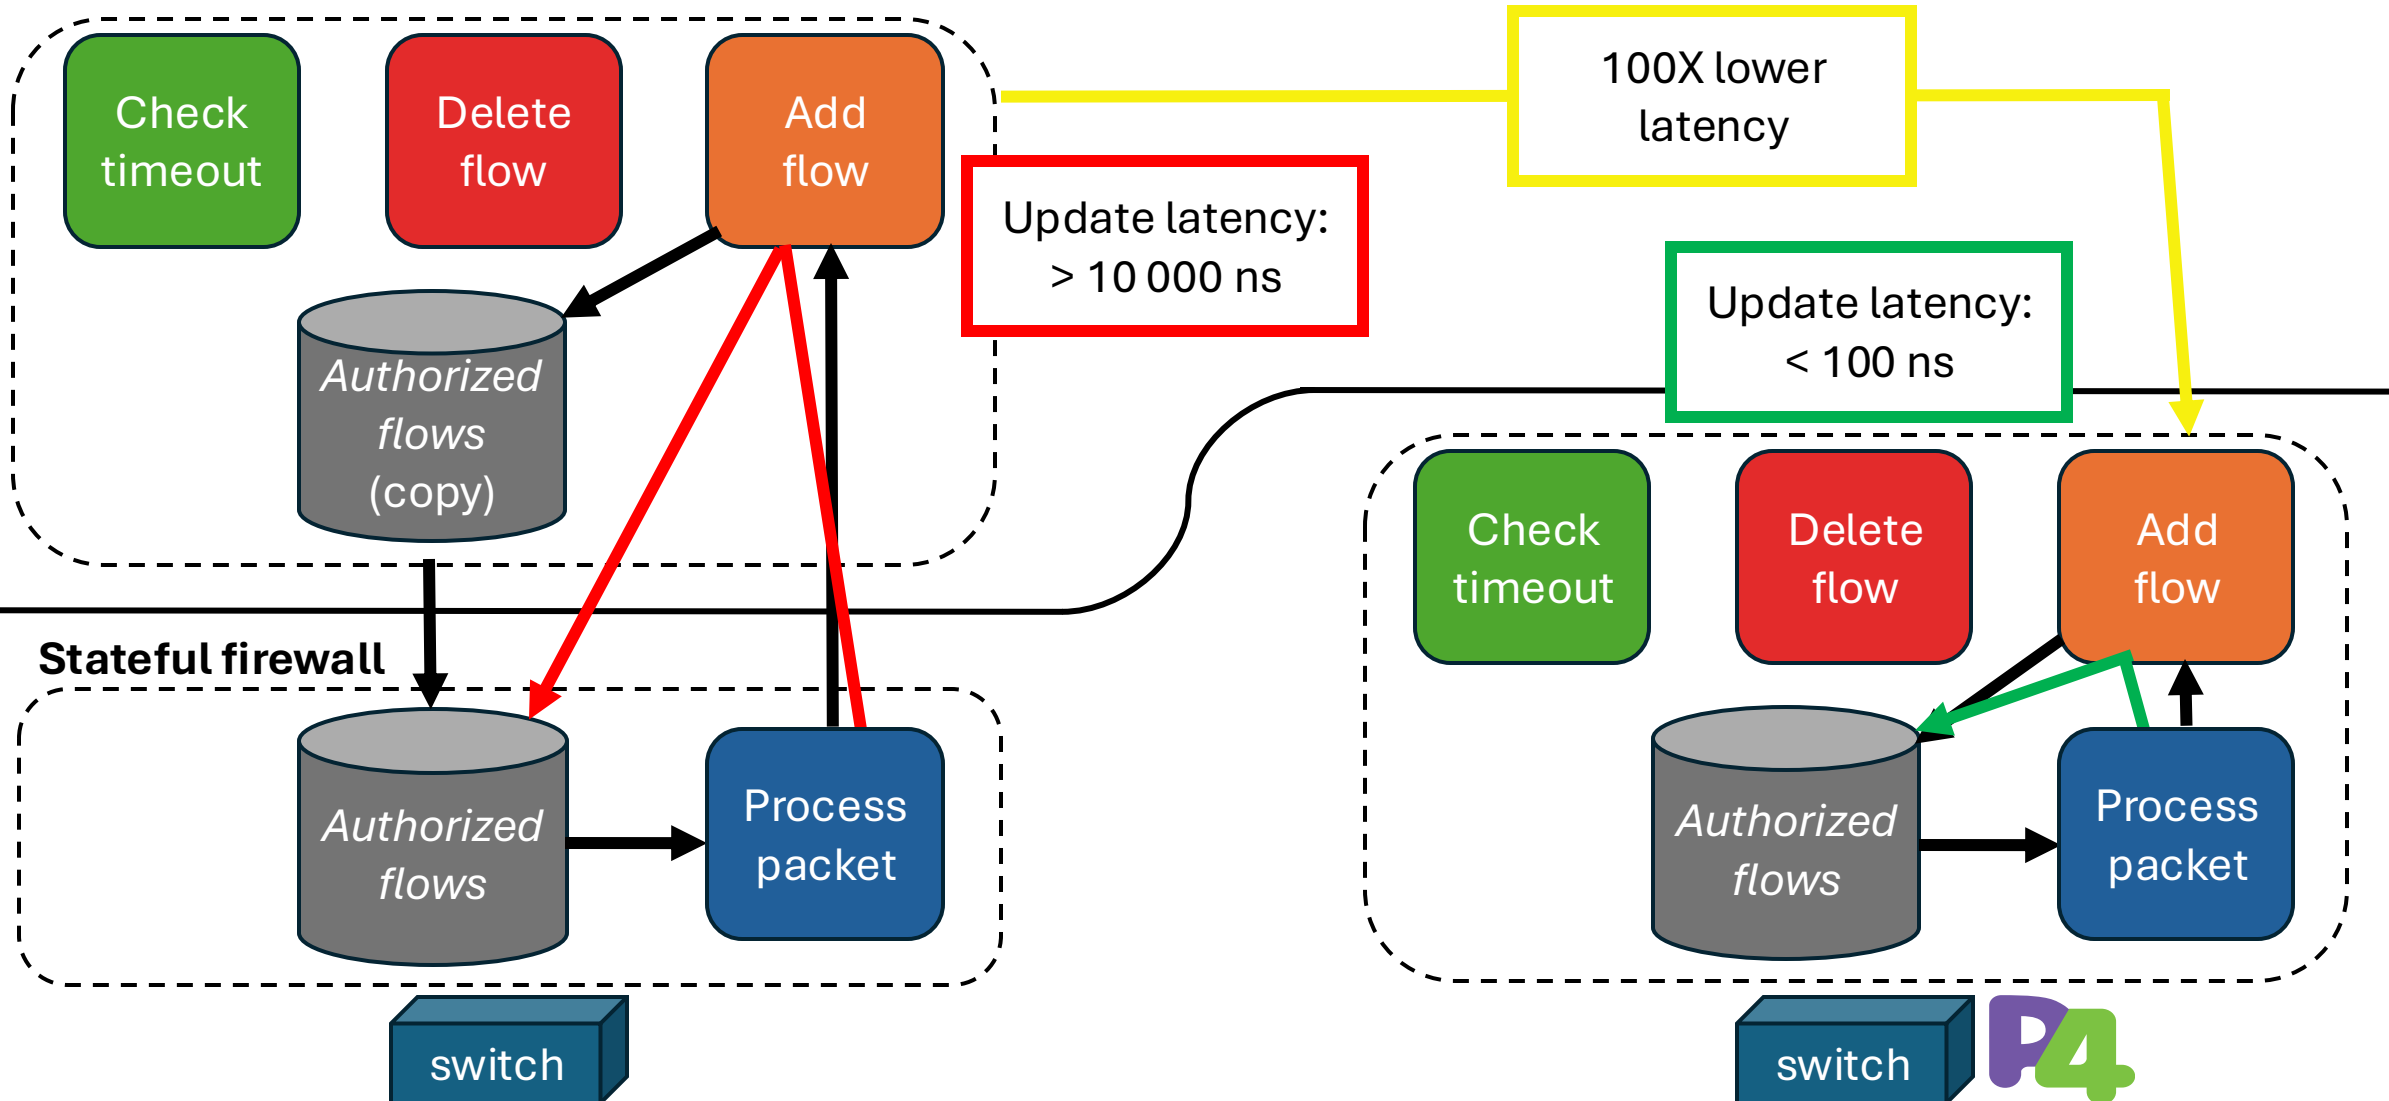 Check
timeout
Delete
flow
Add
flow
100X lower
latency
Update latency:
> 10 000 ns
Update latency:
< 100 ns
Authorized
flows
(copy)
Check
timeout
Delete
flow
Add
flow
Stateful firewall
Authorized
flows
Process
packet
Authorized
flows
Process
packet
switch
switch
P4